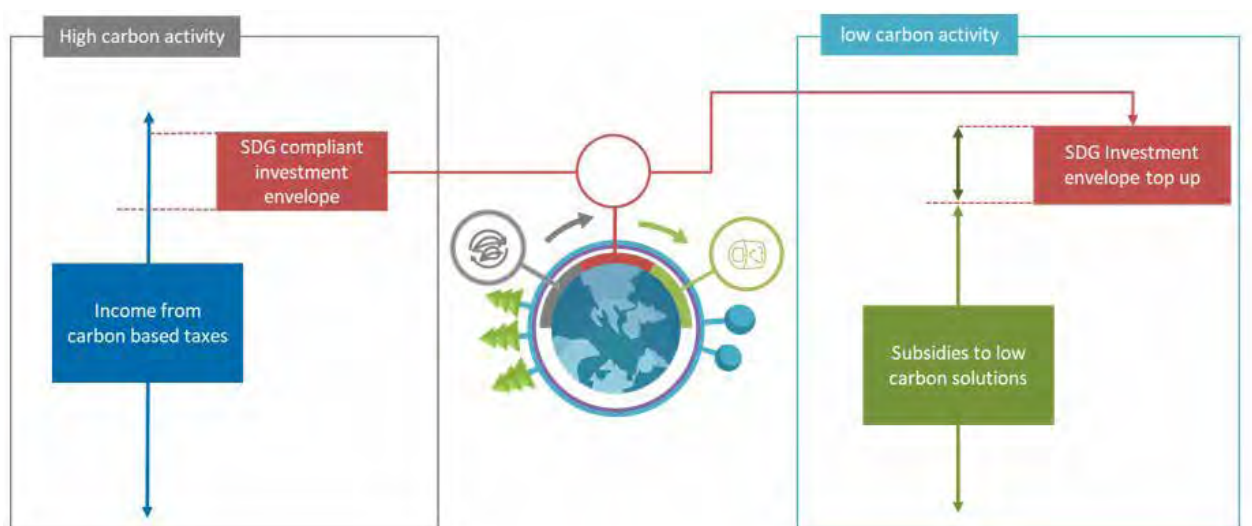 High carbon activity
low carbon activity
SDG compliant
investment
envelope
SDG Investment
envelope top up
Income from
carbon based taxes
Subsidies to low
carbon solutions